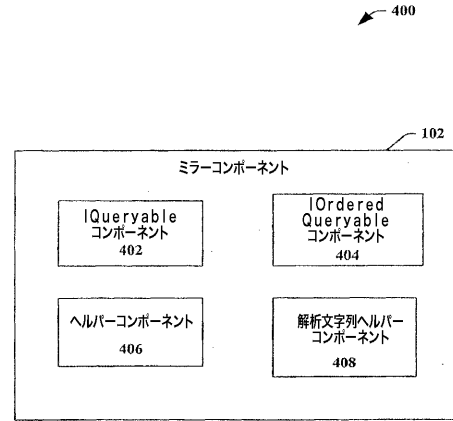 400
102
ミラーコンポーネント
IQueryable
コンポーネント
402
IOrdered
Queryable
コンポーネント
404
ヘルパーコンポーネント
406
解析文字列ヘルパー
コンポーネント
408